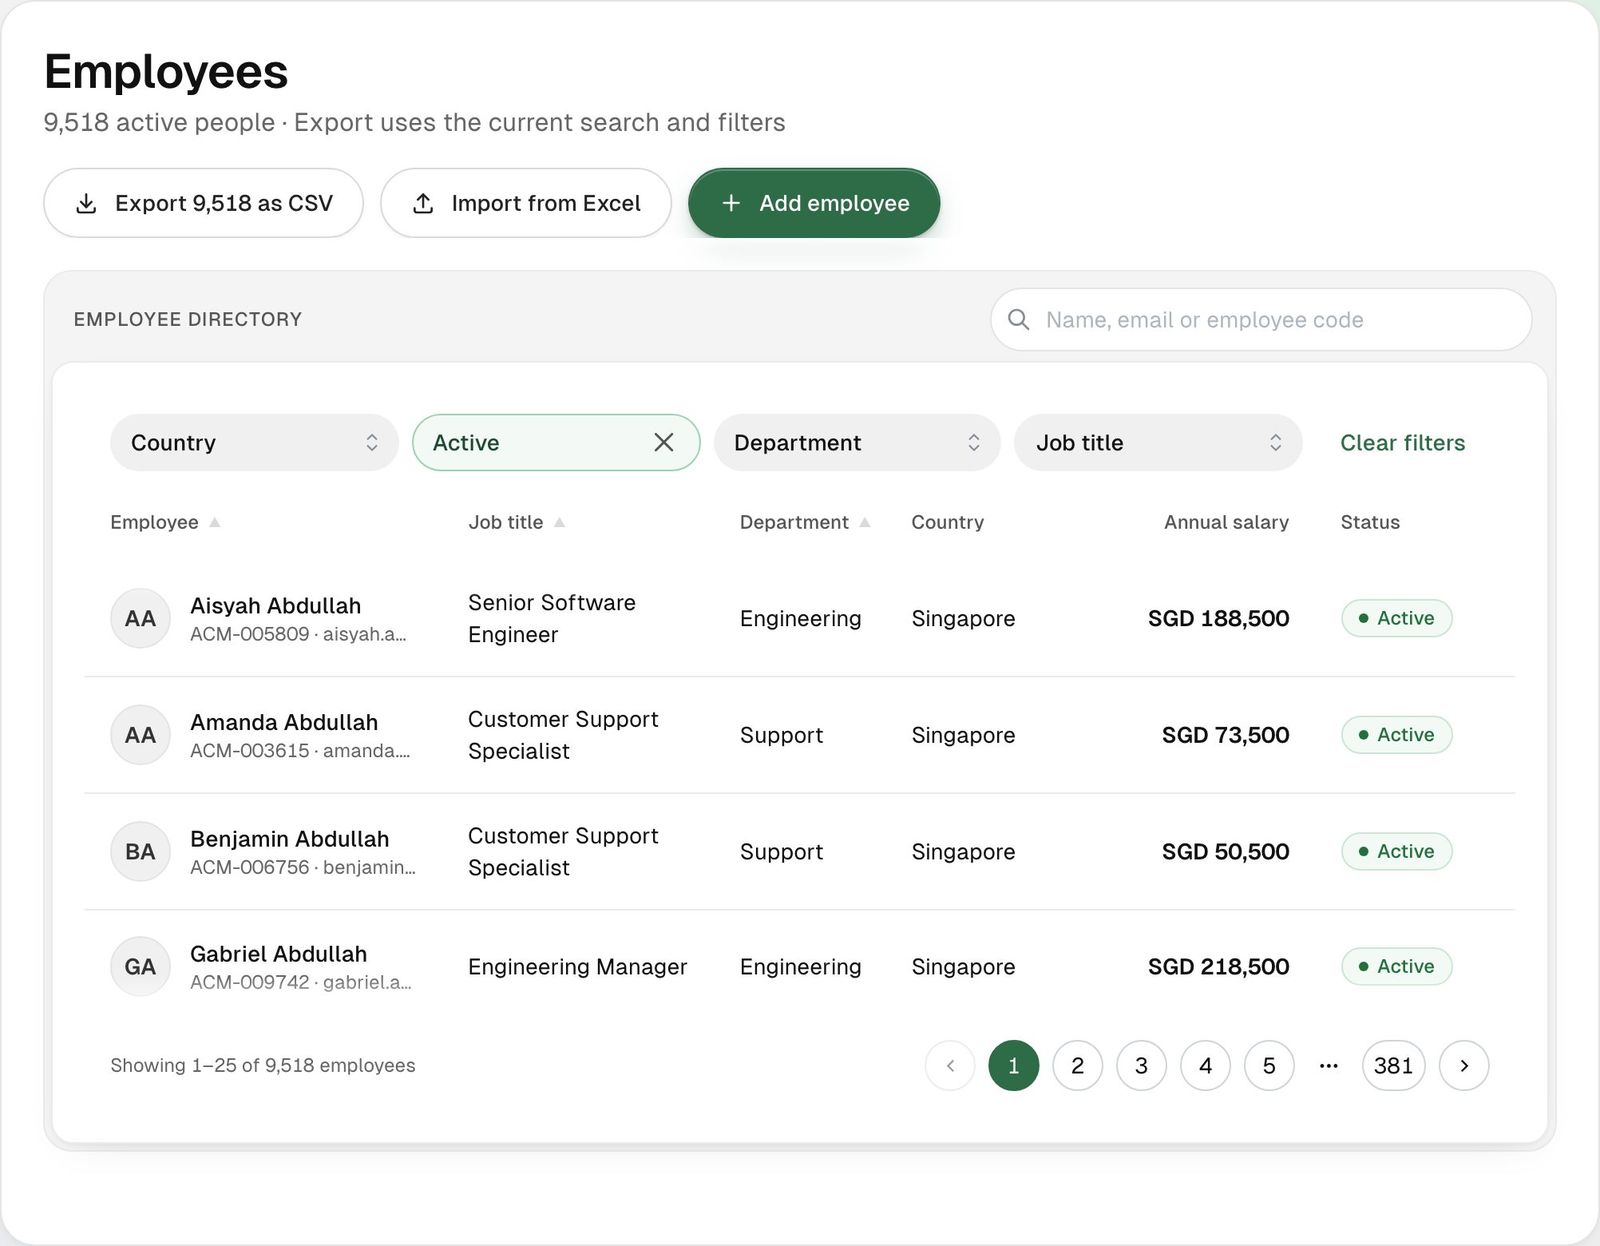 Employees
9,518 active people · Export uses the current search and filters
Export 9,518 as CSV
Import from Excel
+ Add employee
EMPLOYEE DIRECTORY
Name, email or employee code
Country
Active
Department
Job title
Clear filters
Employee ▲ Job title ▲ Department ▲ Country Annual salary Status
AA
Aisyah Abdullah
ACM-005809 · aisyah.a...
Senior Software
Engineer
Engineering
Singapore
SGD 188,500
Active
AA
Amanda Abdullah
ACM-003615 · amanda....
Customer Support
Specialist
Support
Singapore
SGD 73,500
Active
BA
Benjamin Abdullah
ACM-006756 · benjamin...
Customer Support
Specialist
Support
Singapore
SGD 50,500
Active
GA
Gabriel Abdullah
ACM-009742 · gabriel.a...
Engineering Manager
Engineering
Singapore
SGD 218,500
Active
Showing 1–25 of 9,518 employees
‹ 1 2 3 4 5 ... 381 ›